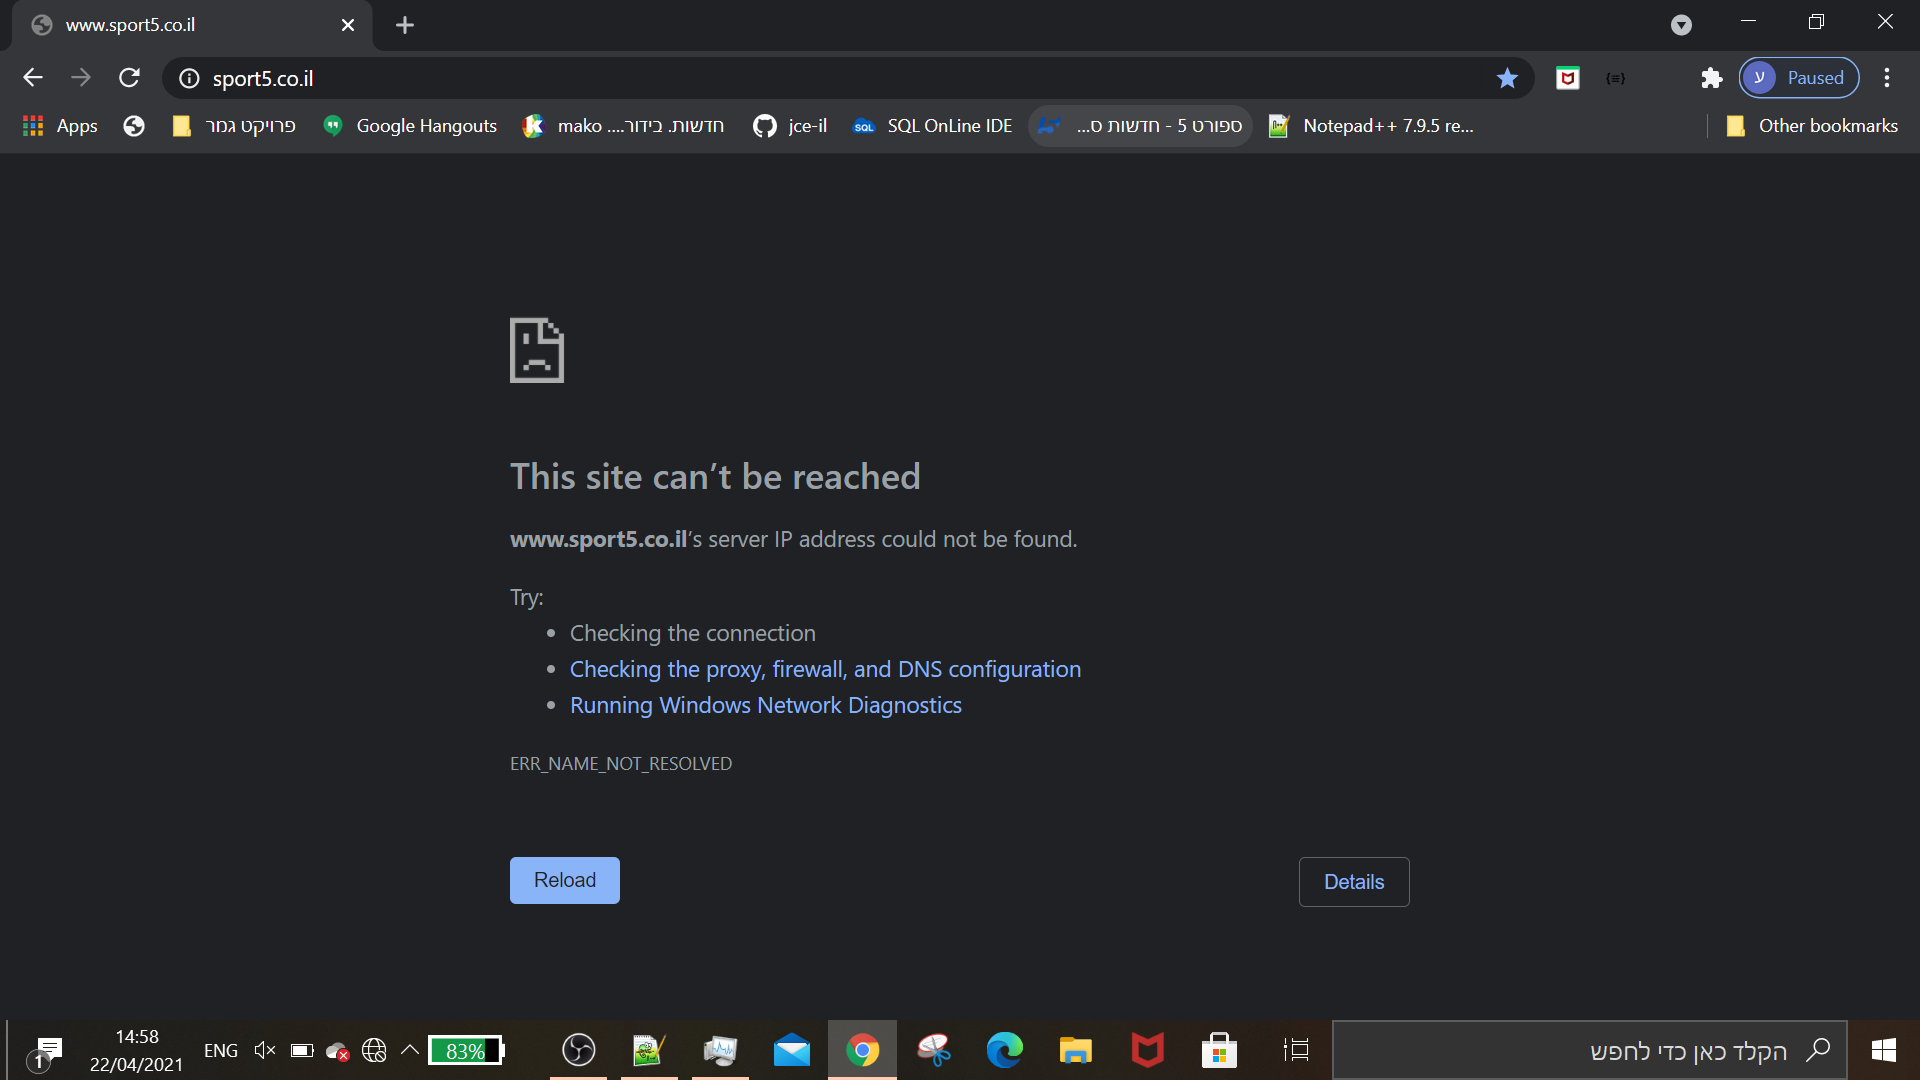 www.sport5.co.il
sport5.co.il
Paused
ע
Apps
פרויקט גמר
Google Hangouts
mako ....חדשות. בידור
jce-il
SQL OnLine IDE
ספורט 5 - חדשות ס...
Notepad++ 7.9.5 re...
Other bookmarks
This site can’t be reached
www.sport5.co.il’s server IP address could not be found.
Try:
Checking the connection
Checking the proxy, firewall, and DNS configuration
Running Windows Network Diagnostics
ERR_NAME_NOT_RESOLVED
Reload
Details
1
14:58
22/04/2021
ENG
83%
הקלד כאן כדי לחפש